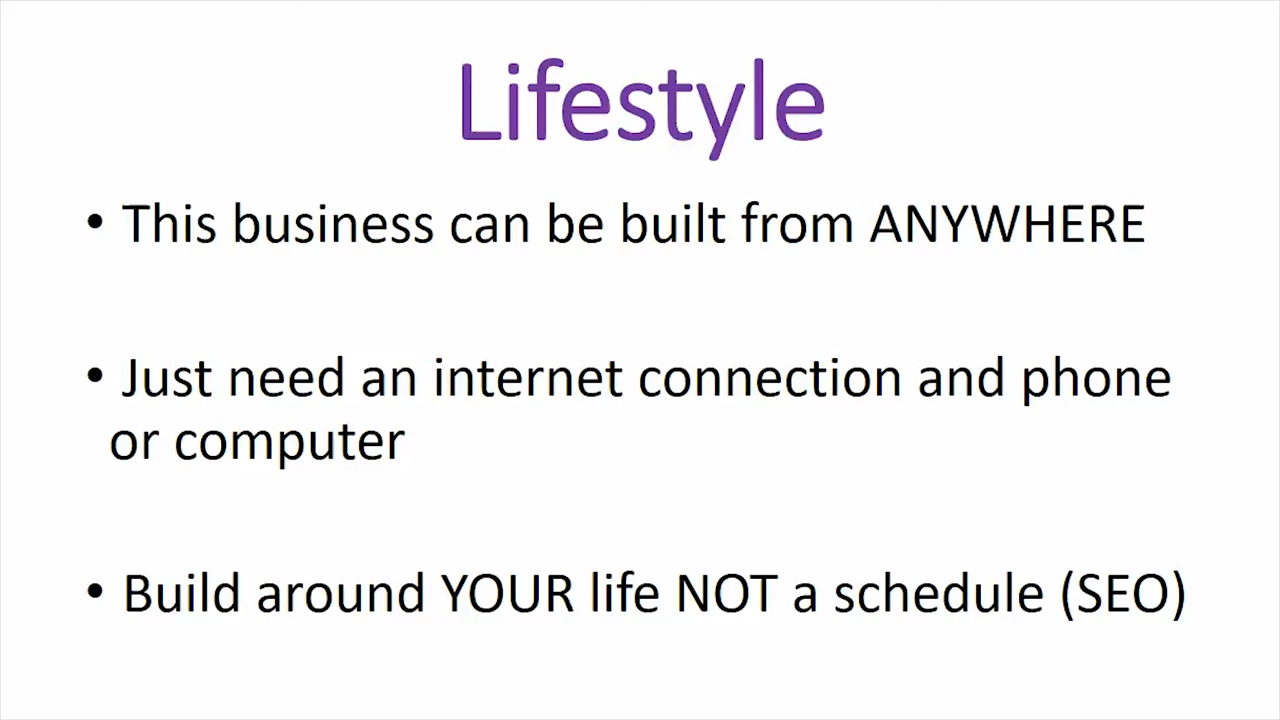 Lifestyle
• This business can be built from ANYWHERE
• Just need an internet connection and phone
or computer
• Build around YOUR life NOT a schedule (SEO)